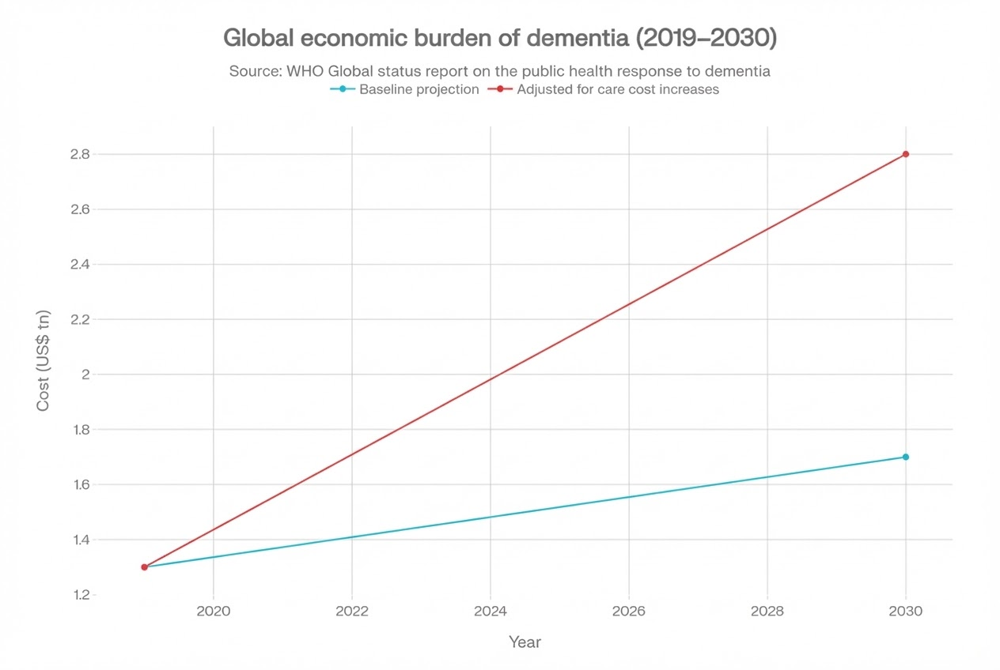 Global economic burden of dementia (2019–2030)
Source: WHO Global status report on the public health response to dementia
Baseline projection Adjusted for care cost increases
2.8
2.6
2.4
2.2
2
1.8
1.6
1.4
1.2
Cost (US$ tn)
2020 2022 2024 2026 2028 2030
Year